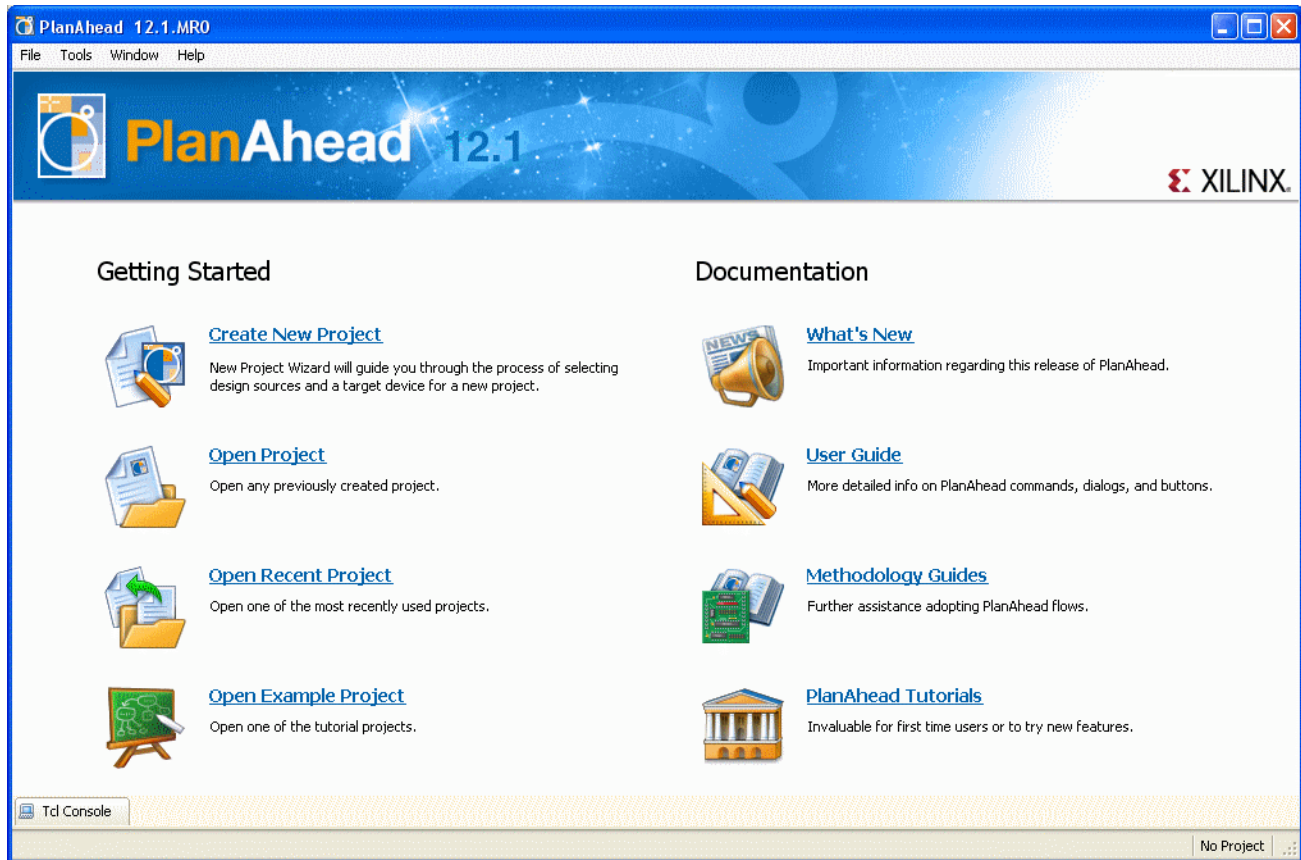 PlanAhead 12.1.MR0
File Tools Window Help
PlanAhead 12.1
XILINX.
Getting Started
Create New Project
New Project Wizard will guide you through the process of selecting
design sources and a target device for a new project.
Open Project
Open any previously created project.
Open Recent Project
Open one of the most recently used projects.
Open Example Project
Open one of the tutorial projects.
Documentation
NEWS
What's New
Important information regarding this release of PlanAhead.
User Guide
More detailed info on PlanAhead commands, dialogs, and buttons.
Methodology Guides
Further assistance adopting PlanAhead flows.
PlanAhead Tutorials
Invaluable for first time users or to try new features.
Tcl Console
No Project